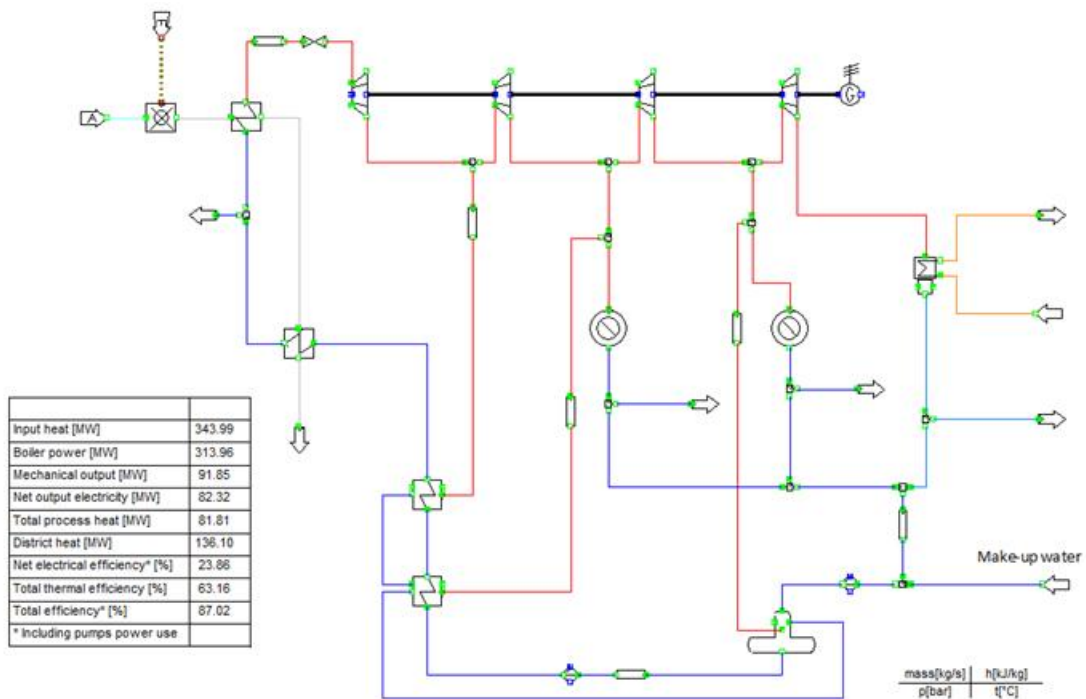 A
G
Input heat [MW] 343.99
Boiler power [MW] 313.96
Mechanical output [MW] 91.85
Net output electricity [MW] 82.32
Total process heat [MW] 81.81
District heat [MW] 136.10
Net electrical efficiency* [%] 23.86
Total thermal efficiency [%] 63.16
Total efficiency* [%] 87.02
* Including pumps power use
Make-up water
mass[kg/s] h[kJ/kg]
p[bar] t[°C]